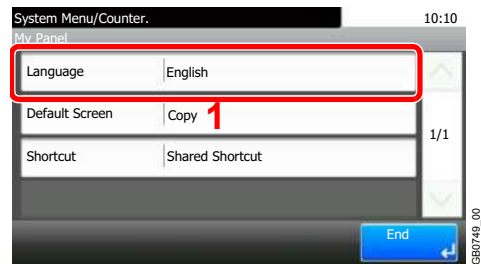 System Menu/Counter. 10:10
My Panel
Language English
Default Screen Copy 1
1/1
Shortcut Shared Shortcut
End
GB0749_00